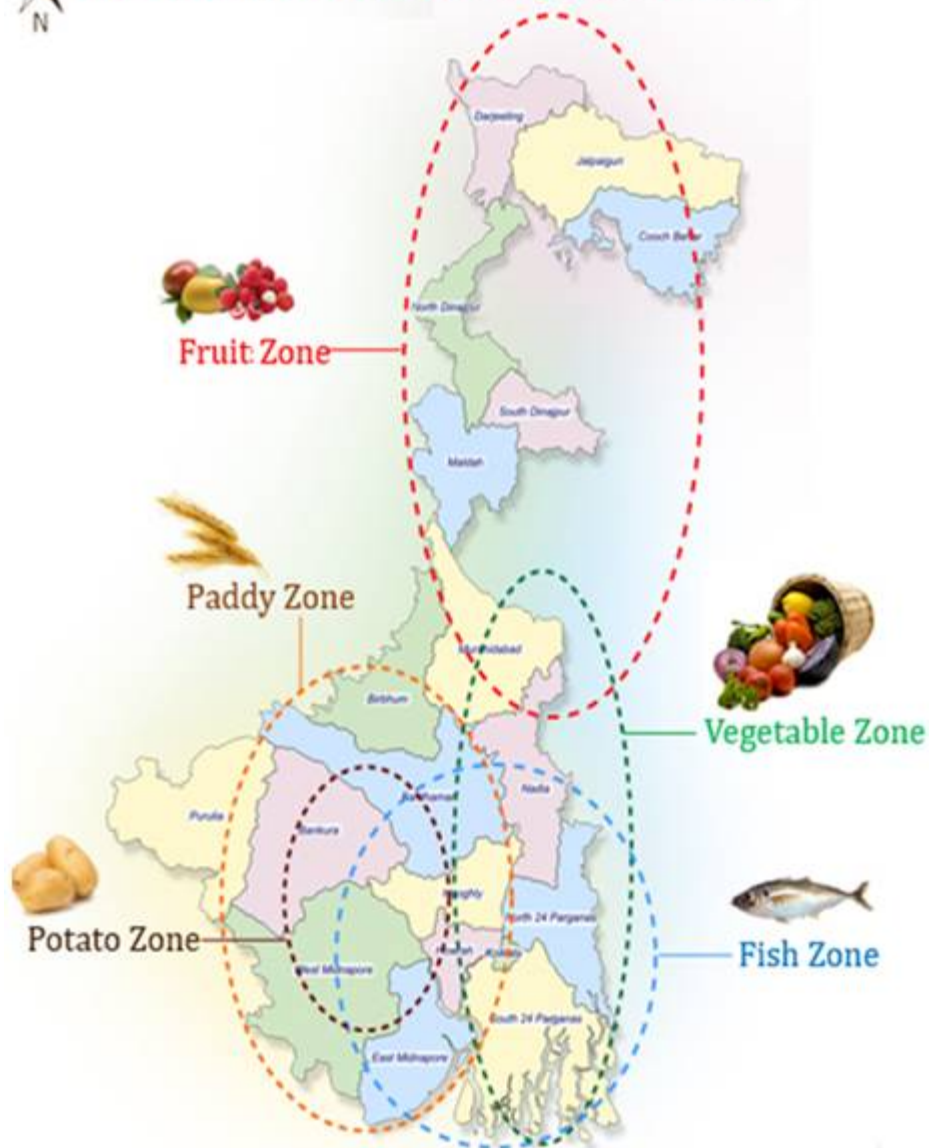 N
Darjeeling
Jalpaiguri
Cooch Behar
North Dinajpur
Fruit Zone
South Dinajpur
Maldah
Paddy Zone
Murshidabad
Birbhum
Vegetable Zone
Nadia
Bardhaman
Purulia
Bankura
Hooghly
North 24 Parganas
Potato Zone
Howrah
Kolkata
Fish Zone
West Midnapore
South 24 Parganas
East Midnapore